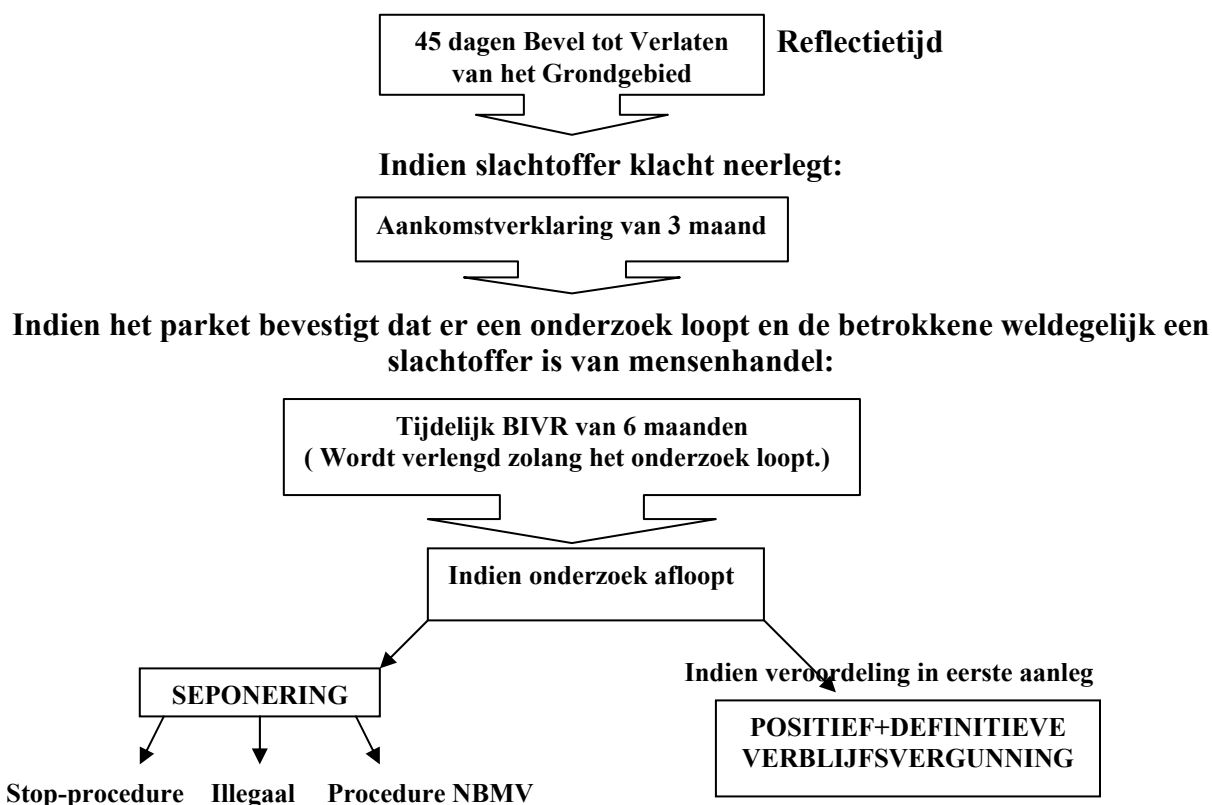 45 dagen Bevel tot Verlaten
van het Grondgebied
Reflectietijd
Indien slachtoffer klacht neerlegt:
Aankomstverklaring van 3 maand
Indien het parket bevestigt dat er een onderzoek loopt en de betrokkene weldegelijk een
slachtoffer is van mensenhandel:
Tijdelijk BIVR van 6 maanden
( Wordt verlengd zolang het onderzoek loopt.)
Indien onderzoek afloopt
SEPONERING
Indien veroordeling in eerste aanleg
POSITIEF+DEFINITIEVE
VERBLIJFSVERGUNNING
Stop-procedure Illegaal Procedure NBMV